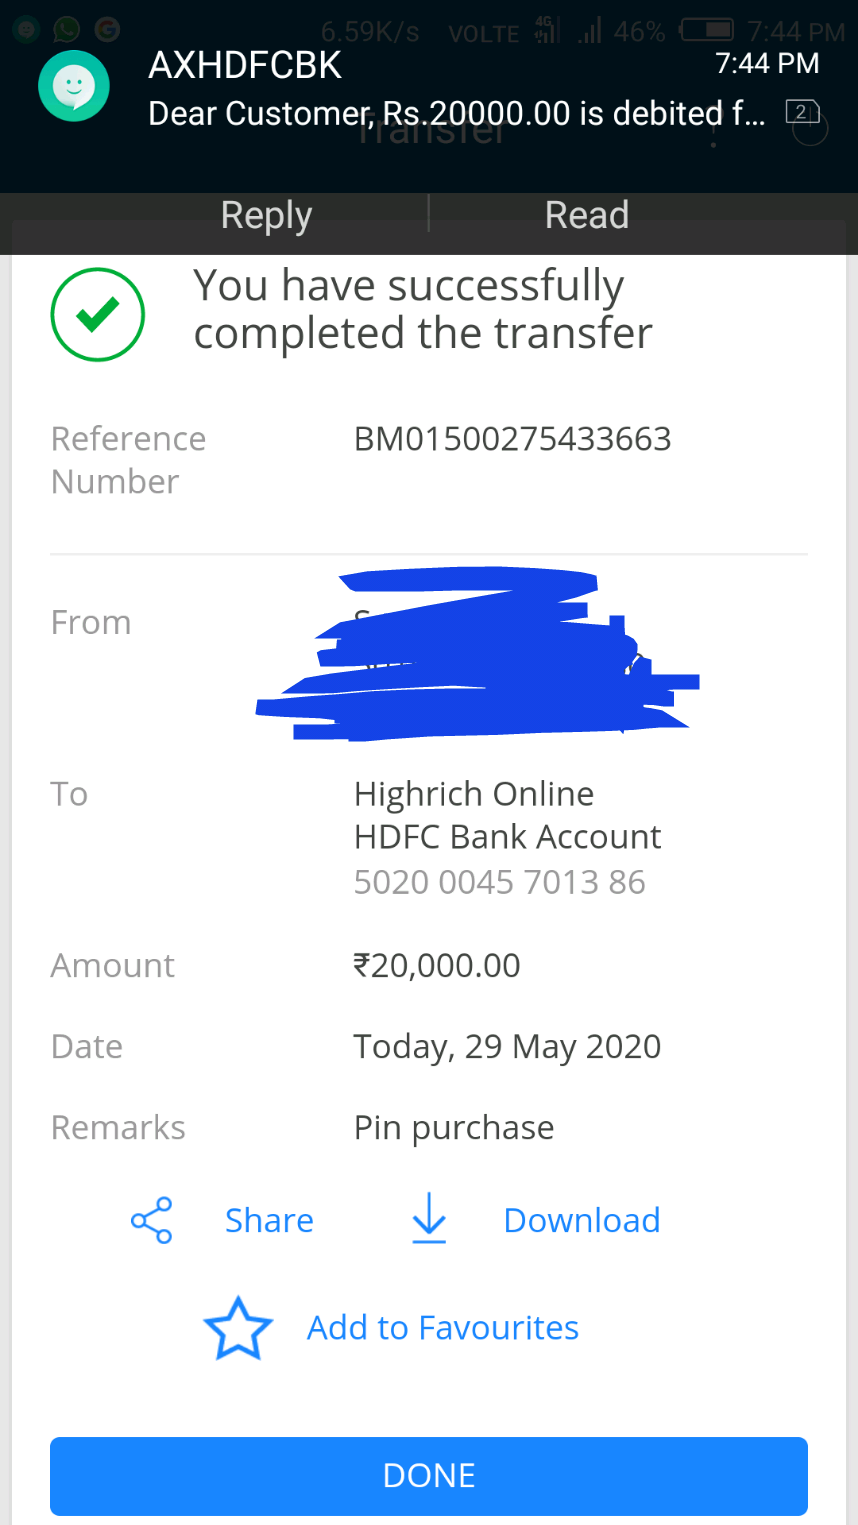 6.59K/s VOLTE 4G 46% 7:44 PM
AXHDFCBK 7:44 PM
Dear Customer, Rs.20000.00 is debited f... 2
Transfer
Reply Read
You have successfully
completed the transfer
Reference BM01500275433663
Number
From
To Highrich Online
HDFC Bank Account
5020 0045 7013 86
Amount ₹20,000.00
Date Today, 29 May 2020
Remarks Pin purchase
Share Download
Add to Favourites
DONE